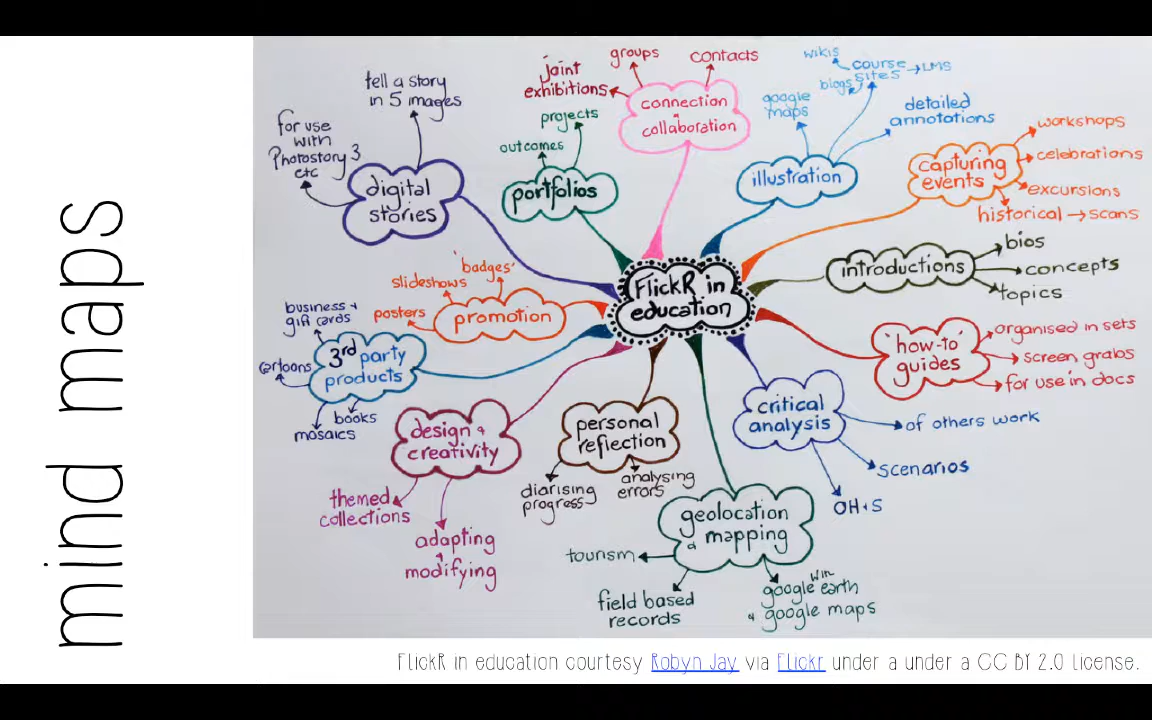 mind maps
FlickR in
education
connection
&
collaboration
joint
exhibitions
groups
contacts
illustration
google
maps
wikis
course
sites
blogs
LMS
detailed
annotations
capturing
events
workshops
celebrations
excursions
historical → scans
introductions
bios
concepts
topics
'how-to'
guides
organised in sets
screen grabs
for use in docs
critical
analysis
of others work
scenarios
OH+S
geolocation
& mapping
tourism
field based
records
with
google earth
& google maps
personal
reflection
diarising
progress
analysing
errors
design &
creativity
themed
collections
adapting
&
modifying
3rd party
products
business +
gift cards
cartoons
mosaics
books
promotion
posters
slideshows
'badges'
digital
stories
for use
with
Photostory 3
etc
tell a story
in 5 images
portfolios
outcomes
projects
FlickR in education courtesy Robyn Jay via Flickr under a under a CC BY 2.0 License.